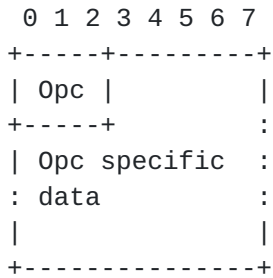 0 1 2 3 4 5 6 7
+-----+---------+
| Opc |         |
+-----+         :
| Opc specific  :
: data          :
|               |
+---------------+